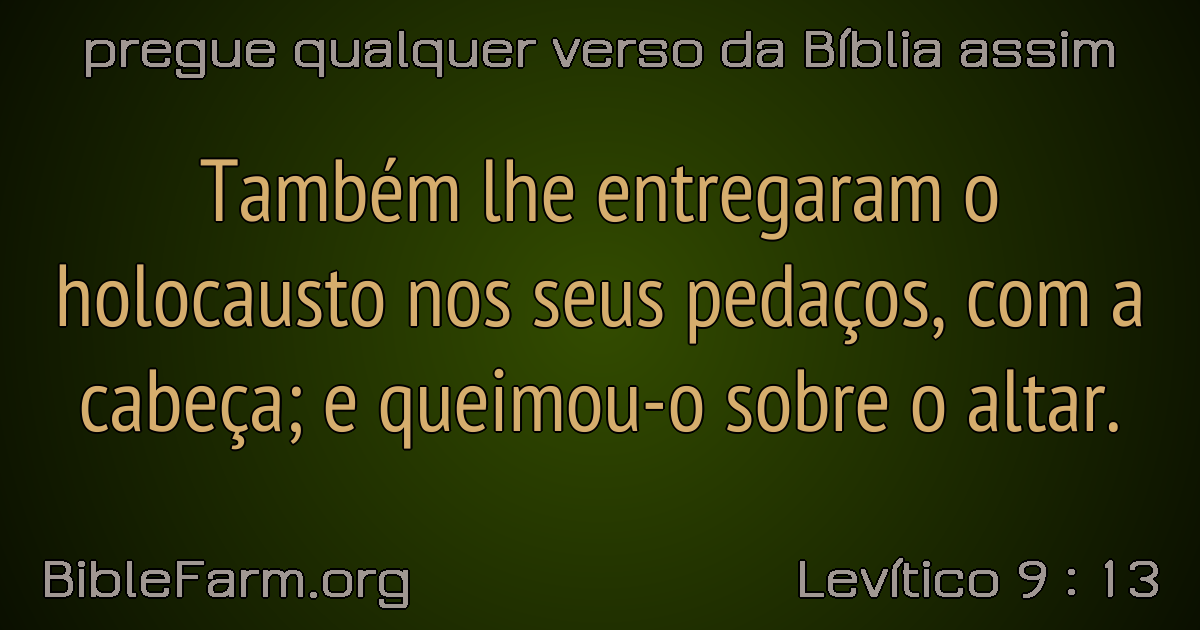 pregue qualquer verso da Bíblia assim
Também lhe entregaram o
holocausto nos seus pedaços, com a
cabeça; e queimou-o sobre o altar.
BibleFarm.org
Levítico 9 : 13